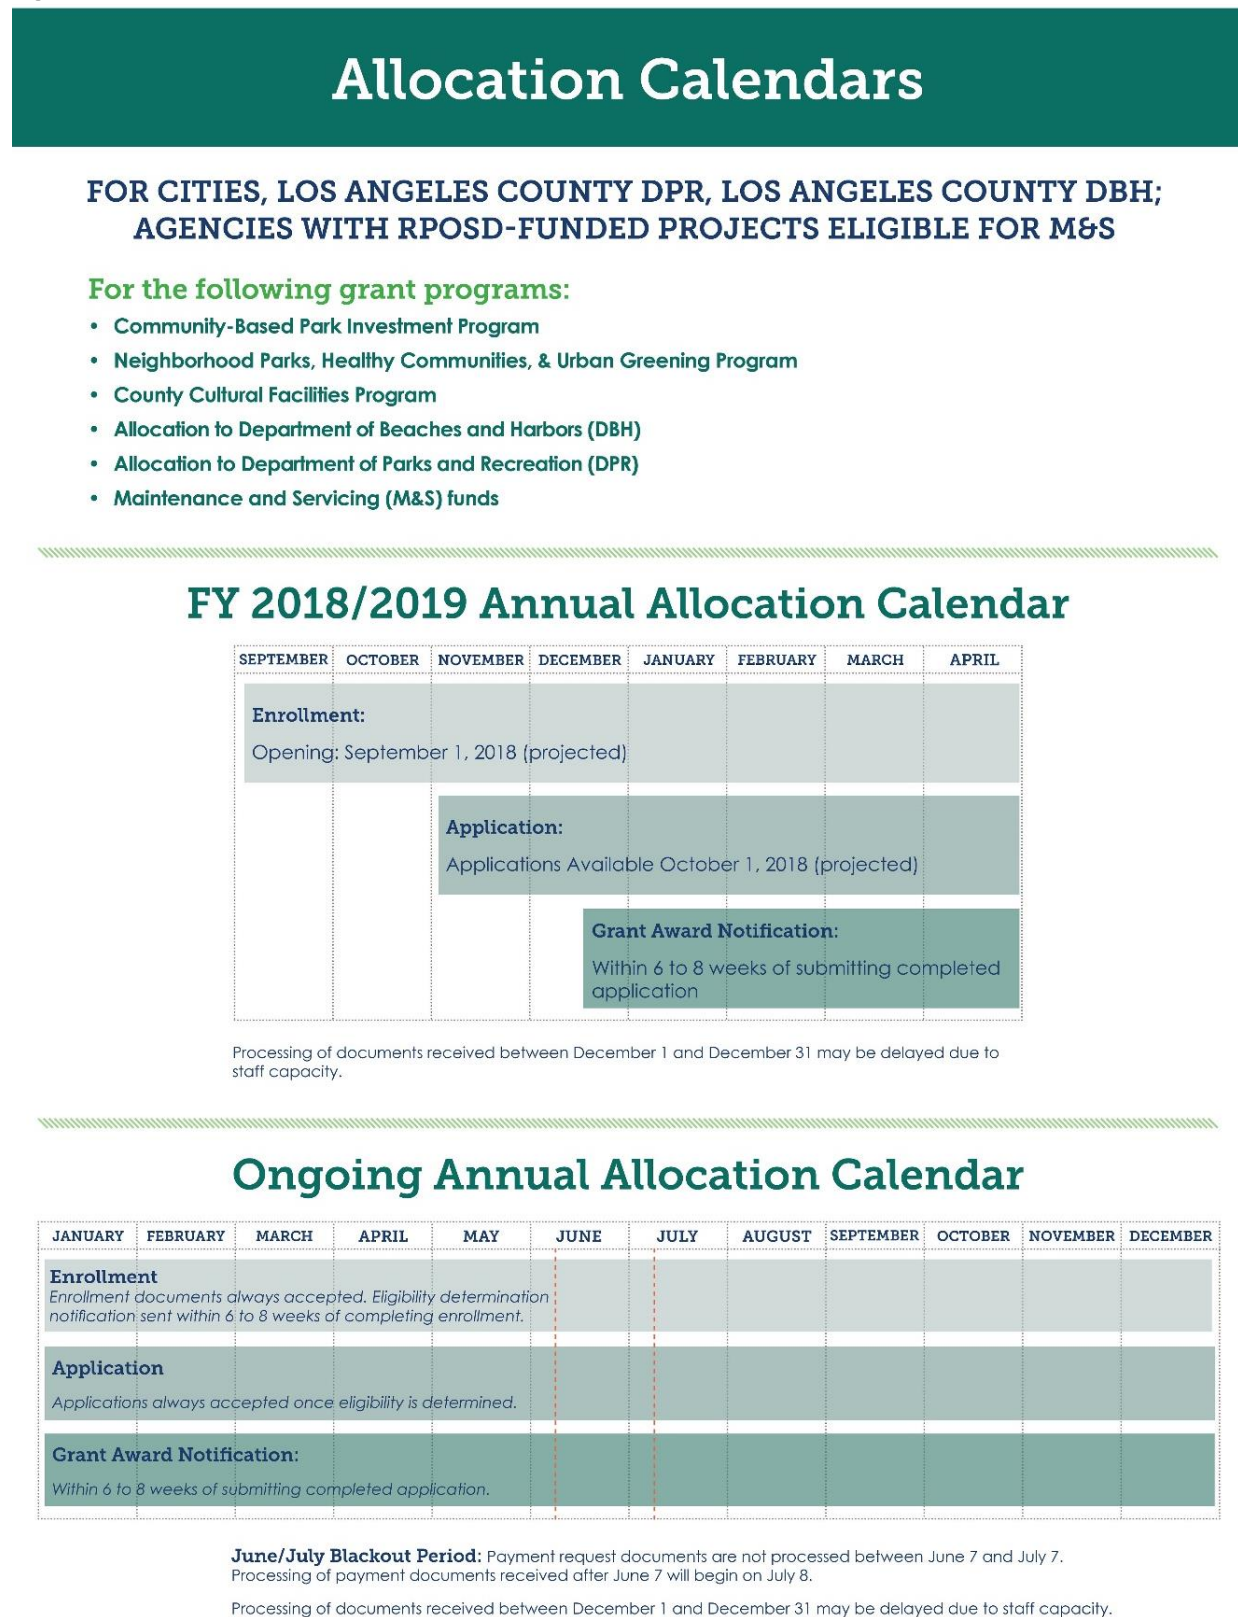 Allocation Calendars
FOR CITIES, LOS ANGELES COUNTY DPR, LOS ANGELES COUNTY DBH;
AGENCIES WITH RPOSD-FUNDED PROJECTS ELIGIBLE FOR M&S
For the following grant programs:
• Community-Based Park Investment Program
• Neighborhood Parks, Healthy Communities, & Urban Greening Program
• County Cultural Facilities Program
• Allocation to Department of Beaches and Harbors (DBH)
• Allocation to Department of Parks and Recreation (DPR)
• Maintenance and Servicing (M&S) funds
FY 2018/2019 Annual Allocation Calendar
SEPTEMBER OCTOBER NOVEMBER DECEMBER JANUARY FEBRUARY MARCH APRIL
Enrollment:
Opening: September 1, 2018 (projected)
Application:
Applications Available October 1, 2018 (projected)
Grant Award Notification:
Within 6 to 8 weeks of submitting completed
application
Processing of documents received between December 1 and December 31 may be delayed due to
staff capacity.
Ongoing Annual Allocation Calendar
JANUARY FEBRUARY MARCH APRIL MAY JUNE JULY AUGUST SEPTEMBER OCTOBER NOVEMBER DECEMBER
Enrollment
Enrollment documents always accepted. Eligibility determination
notification sent within 6 to 8 weeks of completing enrollment.
Application
Applications always accepted once eligibility is determined.
Grant Award Notification:
Within 6 to 8 weeks of submitting completed application.
June/July Blackout Period: Payment request documents are not processed between June 7 and July 7.
Processing of payment documents received after June 7 will begin on July 8.
Processing of documents received between December 1 and December 31 may be delayed due to staff capacity.